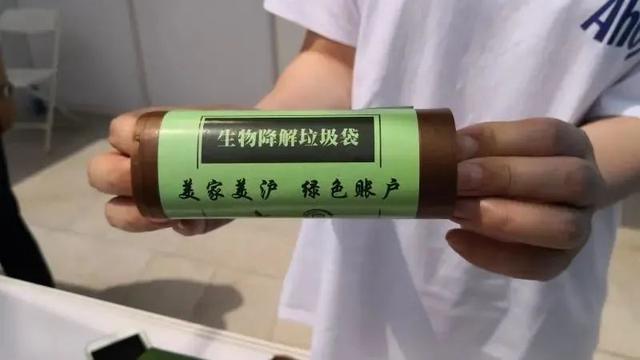 生物降解垃圾袋
美家美沪 绿色账户